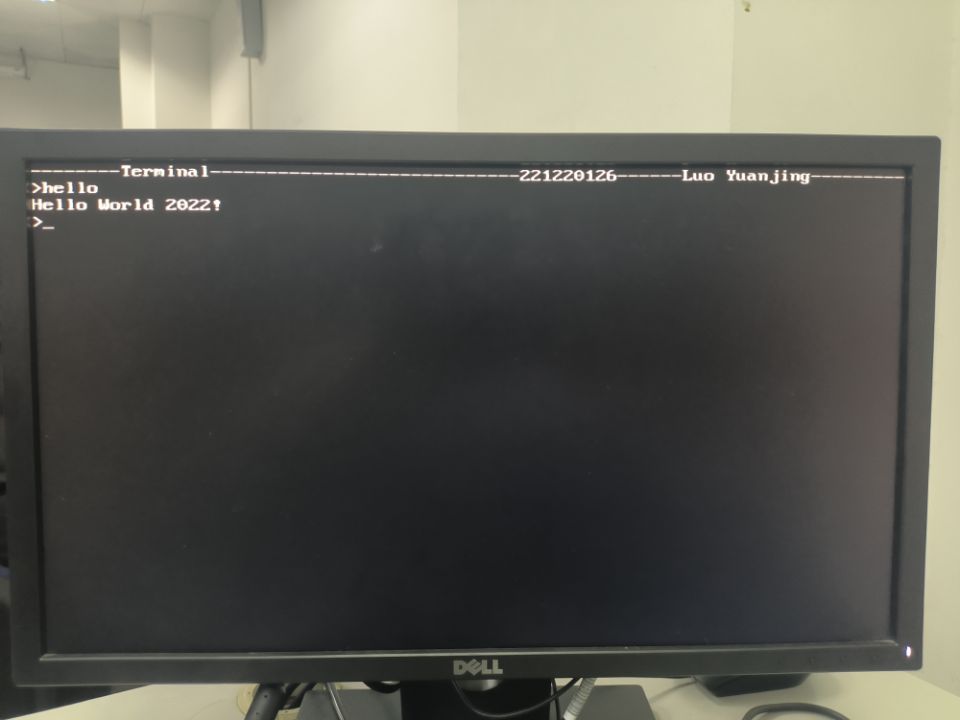 --------Terminal----------------------------221220126------Luo Yuanjing---------
>hello
Hello World 2022!
>_
DELL